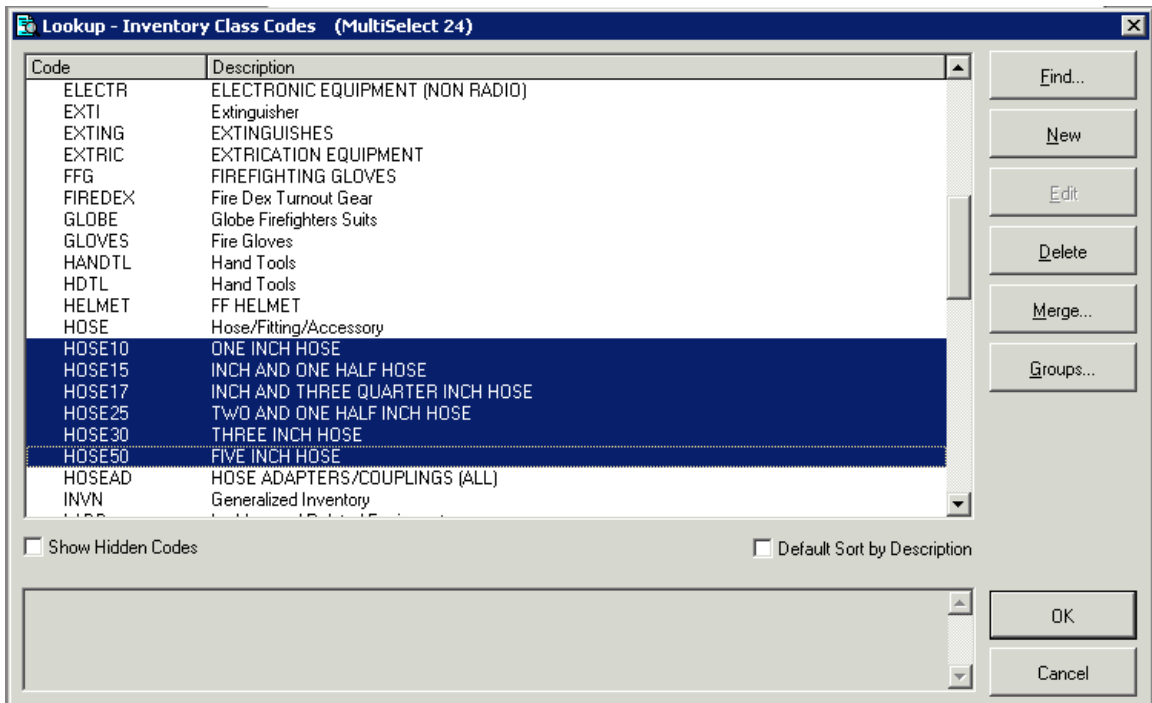 Lookup - Inventory Class Codes (MultiSelect 24)
Code Description
ELECTR ELECTRONIC EQUIPMENT (NON RADIO)
EXTI Extinguisher
EXTING EXTINGUISHES
EXTRIC EXTRICATION EQUIPMENT
FFG FIREFIGHTING GLOVES
FIREDEX Fire Dex Turnout Gear
GLOBE Globe Firefighters Suits
GLOVES Fire Gloves
HANDTL Hand Tools
HDTL Hand Tools
HELMET FF HELMET
HOSE Hose/Fitting/Accessory
HOSE10 ONE INCH HOSE
HOSE15 INCH AND ONE HALF HOSE
HOSE17 INCH AND THREE QUARTER INCH HOSE
HOSE25 TWO AND ONE HALF INCH HOSE
HOSE30 THREE INCH HOSE
HOSE50 FIVE INCH HOSE
HOSEAD HOSE ADAPTERS/COUPLINGS (ALL)
INVN Generalized Inventory
Find...
New
Edit
Delete
Merge...
Groups...
Show Hidden Codes
Default Sort by Description
OK
Cancel